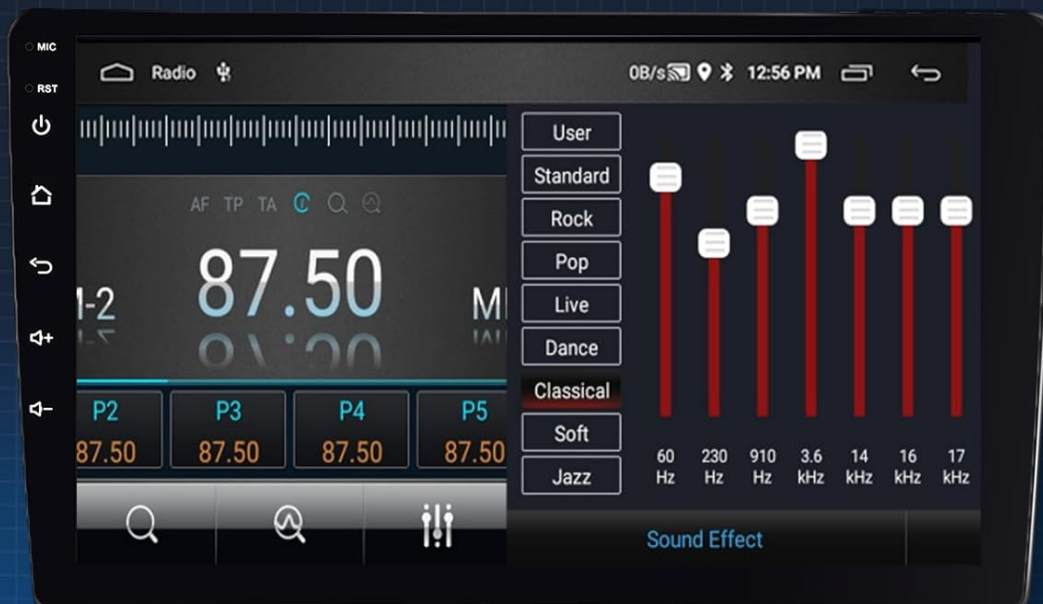 MIC
RST
Radio
0B/s 12:56 PM
AF TP TA
87.50
P2 P3 P4 P5
87.50 87.50 87.50 87.50
User
Standard
Rock
Pop
Live
Dance
Classical
Soft
Jazz
60 Hz
230 Hz
910 Hz
3.6 kHz
14 kHz
16 kHz
17 kHz
Sound Effect